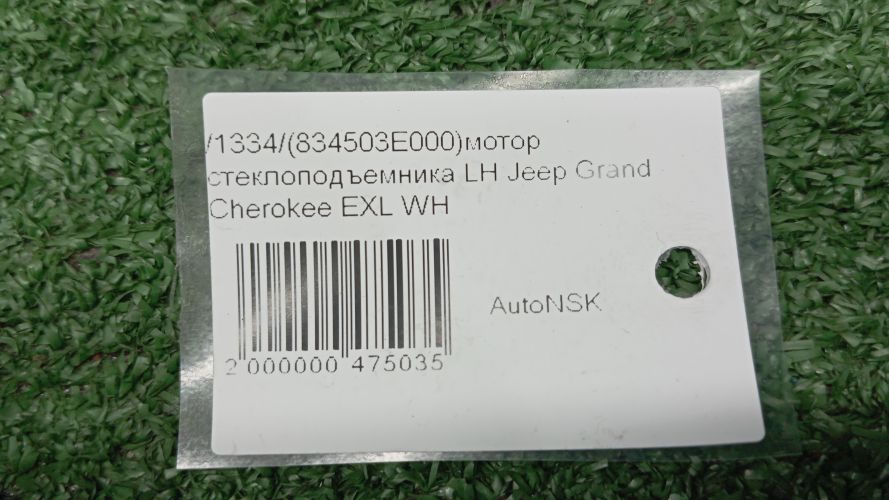 /1334/(834503E000)мотор
стеклоподъемника LH Jeep Grand
Cherokee EXL WH
AutoNSK
2 000000 475035